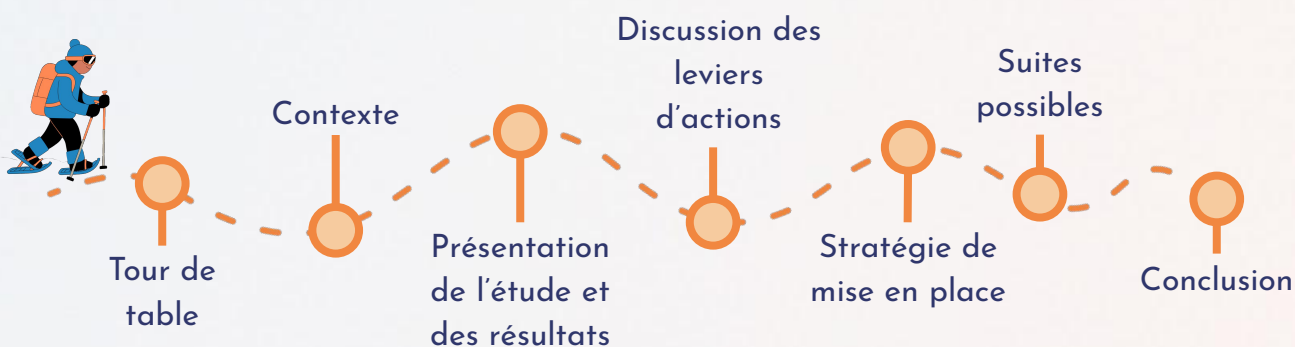 Tour de
table
Contexte
Présentation
de l'étude et
des résultats
Discussion des
leviers
d'actions
Stratégie de
mise en place
Suites
possibles
Conclusion